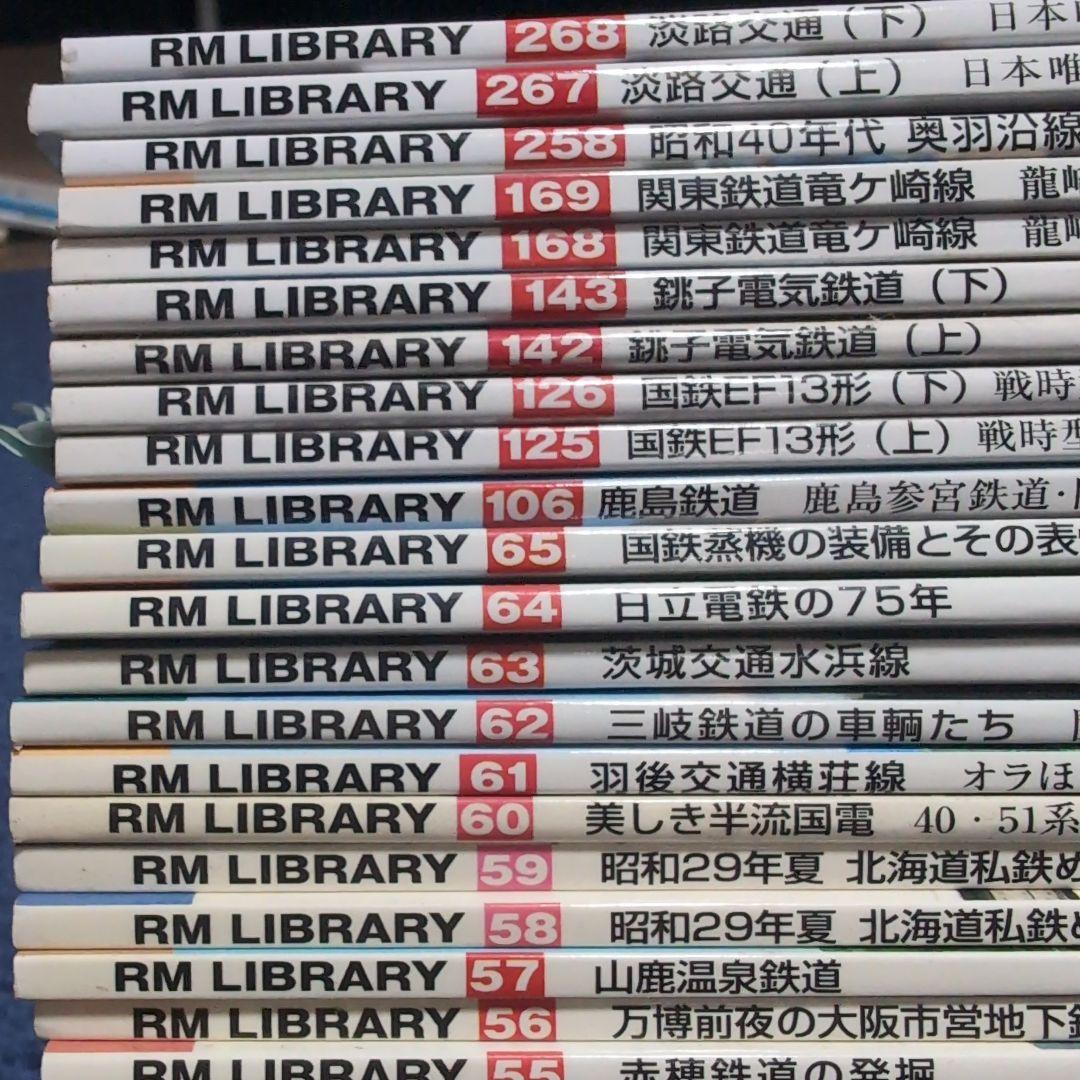 RM LIBRARY 268 淡路交通（下） 日本
RM LIBRARY 267 淡路交通（上） 日本唯
RM LIBRARY 258 昭和40年代 奥羽沿線
RM LIBRARY 169 関東鉄道竜ケ崎線 龍崎
RM LIBRARY 168 関東鉄道竜ケ崎線 龍崎
RM LIBRARY 143 銚子電気鉄道（下）
RM LIBRARY 142 銚子電気鉄道（上）
RM LIBRARY 126 国鉄EF13形（下）戦時
RM LIBRARY 125 国鉄EF13形（上）戦時型
RM LIBRARY 106 鹿島鉄道 鹿島参宮鉄道・
RM LIBRARY 65 国鉄蒸機の装備とその表
RM LIBRARY 64 日立電鉄の75年
RM LIBRARY 63 茨城交通水浜線
RM LIBRARY 62 三岐鉄道の車輌たち
RM LIBRARY 61 羽後交通横荘線 オラほ
RM LIBRARY 60 美しき半流国電 40・51系
RM LIBRARY 59 昭和29年夏 北海道私鉄め
RM LIBRARY 58 昭和29年夏 北海道私鉄め
RM LIBRARY 57 山鹿温泉鉄道
RM LIBRARY 56 万博前夜の大阪市営地下鉄
RM LIBRARY 55 赤穂鉄道の発掘